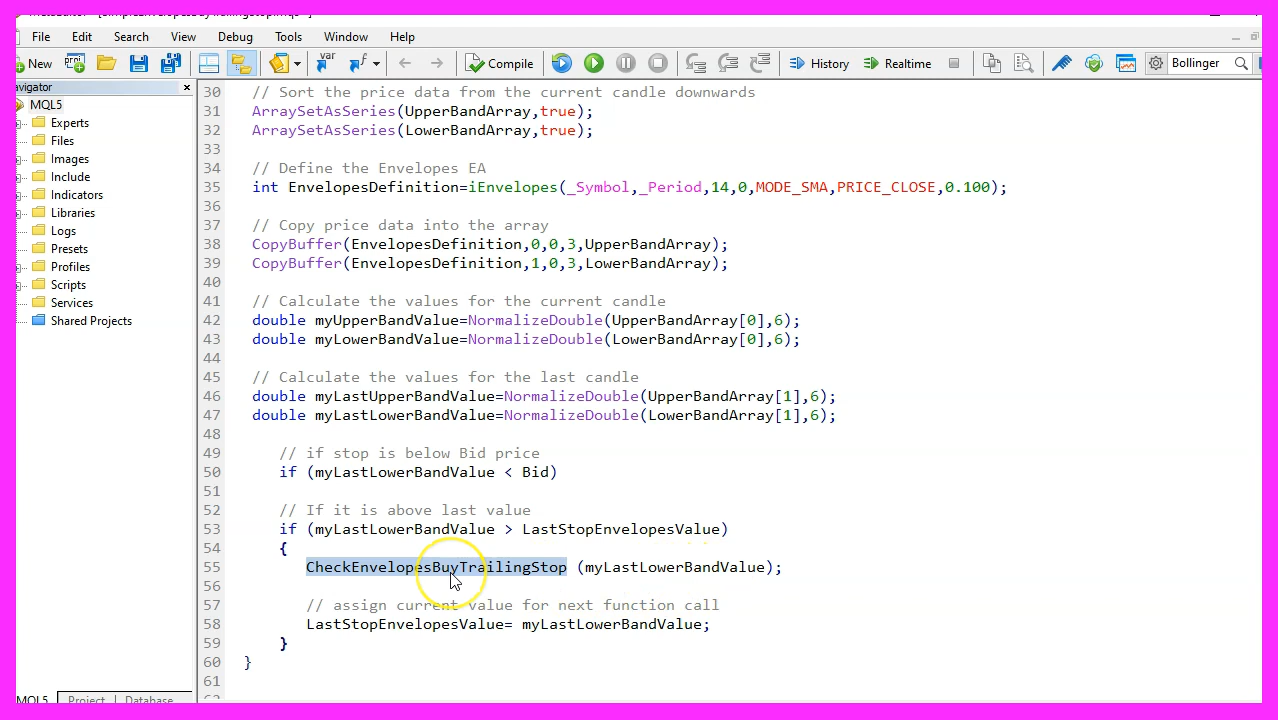 File Edit Search View Debug Tools Window Help
New var f Compile History Realtime Bollinger
avigator
MQL5
Experts
Files
Images
Include
Indicators
Libraries
Logs
Presets
Profiles
Scripts
Services
Shared Projects
MQL5 Project Database
30 // Sort the price data from the current candle downwards
31 ArraySetAsSeries(UpperBandArray,true);
32 ArraySetAsSeries(LowerBandArray,true);
33
34 // Define the Envelopes EA
35 int EnvelopesDefinition=iEnvelopes(_Symbol,_Period,14,0,MODE_SMA,PRICE_CLOSE,0.100);
36
37 // Copy price data into the array
38 CopyBuffer(EnvelopesDefinition,0,0,3,UpperBandArray);
39 CopyBuffer(EnvelopesDefinition,1,0,3,LowerBandArray);
40
41 // Calculate the values for the current candle
42 double myUpperBandValue=NormalizeDouble(UpperBandArray[0],6);
43 double myLowerBandValue=NormalizeDouble(LowerBandArray[0],6);
44
45 // Calculate the values for the last candle
46 double myLastUpperBandValue=NormalizeDouble(UpperBandArray[1],6);
47 double myLastLowerBandValue=NormalizeDouble(LowerBandArray[1],6);
48
49 // if stop is below Bid price
50 if (myLastLowerBandValue < Bid)
51
52 // If it is above last value
53 if (myLastLowerBandValue > LastStopEnvelopesValue)
54 {
55 CheckEnvelopesBuyTrailingStop (myLastLowerBandValue);
56
57 // assign current value for next function call
58 LastStopEnvelopesValue= myLastLowerBandValue;
59 }
60 }
61